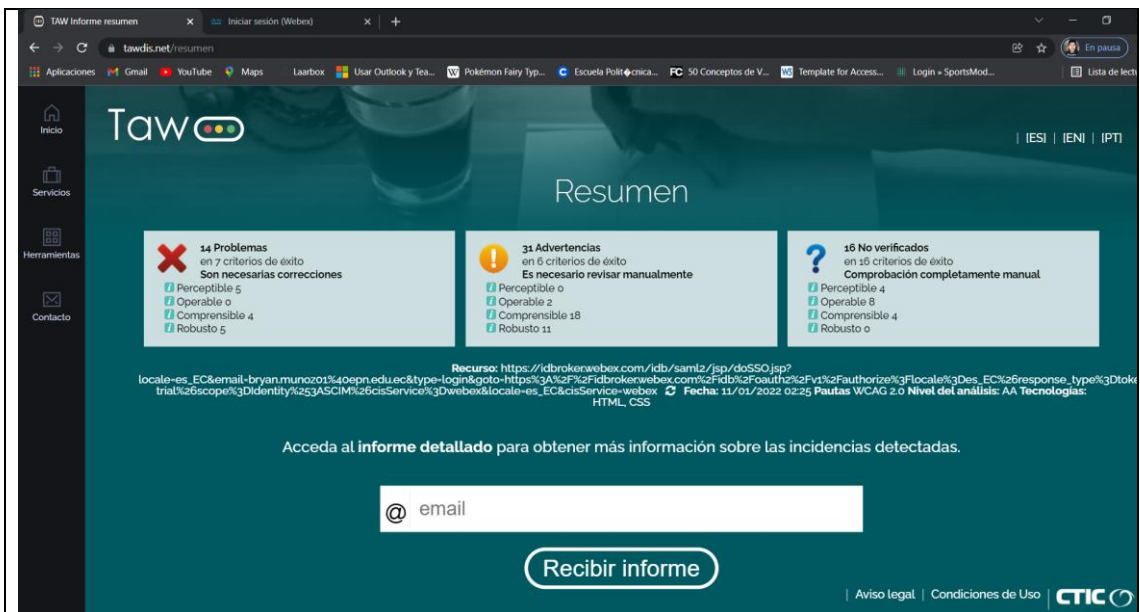 TAW Informe resumen
Iniciar sesión (Webex)
tawdis.net/resumen
En pausa
Aplicaciones
Gmail
YouTube
Maps
Laarbox
Usar Outlook y Tea...
Pokémon Fairy Typ...
Escuela Polit�cnica...
50 Conceptos de V...
Template for Access...
Login » SportsMod...
Lista de lect
Inicio
Servicios
Herramientas
Contacto
Taw
| [ES] | [EN] | [PT]
Resumen
14 Problemas
en 7 criterios de éxito
Son necesarias correcciones
Perceptible 5
Operable 0
Comprensible 4
Robusto 5
31 Advertencias
en 6 criterios de éxito
Es necesario revisar manualmente
Perceptible 0
Operable 2
Comprensible 18
Robusto 11
16 No verificados
en 16 criterios de éxito
Comprobación completamente manual
Perceptible 4
Operable 8
Comprensible 4
Robusto 0
Recurso: https://idbroker.webex.com/idb/saml2/jsp/doSSO.jsp?
locale=es_EC&email=bryan.munoz01%40epn.edu.ec&type=login&goto=https%3A%2F%2Fidbroker.webex.com%2Fidb%2Foauth2%2Fv1%2Fauthorize%3Flocale%3Des_EC%26response_type%3Dtoke
trial%26scope%3DIdentity%253ASCIM%26cisService%3Dwebex&locale=es_EC&cisService=webex Fecha: 11/01/2022 02:25 Pautas WCAG 2.0 Nivel del análisis: AA Tecnologías:
HTML, CSS
Acceda al informe detallado para obtener más información sobre las incidencias detectadas.
@ email
Recibir informe
| Aviso legal | Condiciones de Uso | CTIC